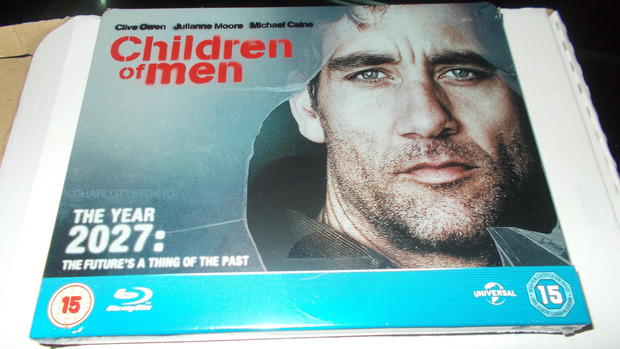 Clive Owen Julianne Moore Michael Caine
Children
of men
CHARLOTTETOKYO
THE YEAR
2027:
THE FUTURE'S A THING OF THE PAST
15
Blu-ray Disc
UNIVERSAL
15